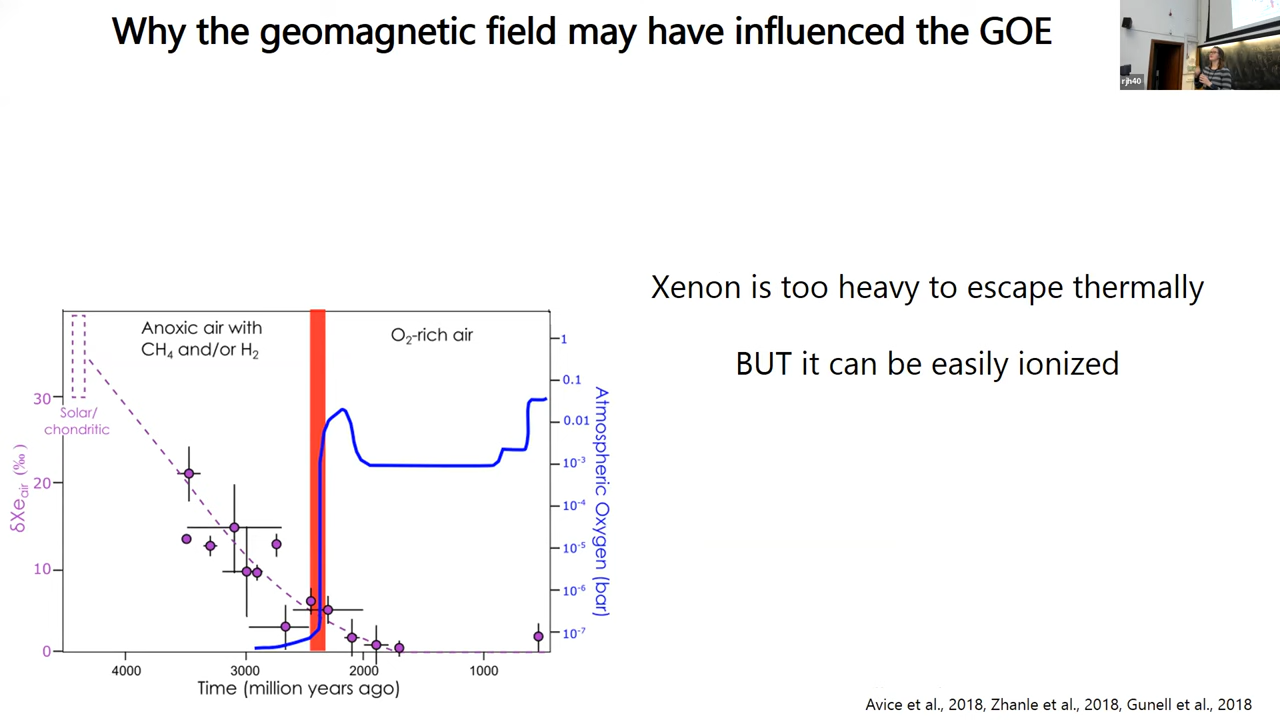 Why the geomagnetic field may have influenced the GOE
rjh40
Xenon is too heavy to escape thermally
BUT it can be easily ionized
Anoxic air with
CH₄ and/or H₂
O₂-rich air
Solar/
chondritic
30
20
10
0
δXeair (‰)
1
0.1
0.01
10⁻³
10⁻⁴
10⁻⁵
10⁻⁶
10⁻⁷
Atmospheric Oxygen (bar)
4000
3000
2000
1000
Time (million years ago)
Avice et al., 2018, Zhanle et al., 2018, Gunell et al., 2018